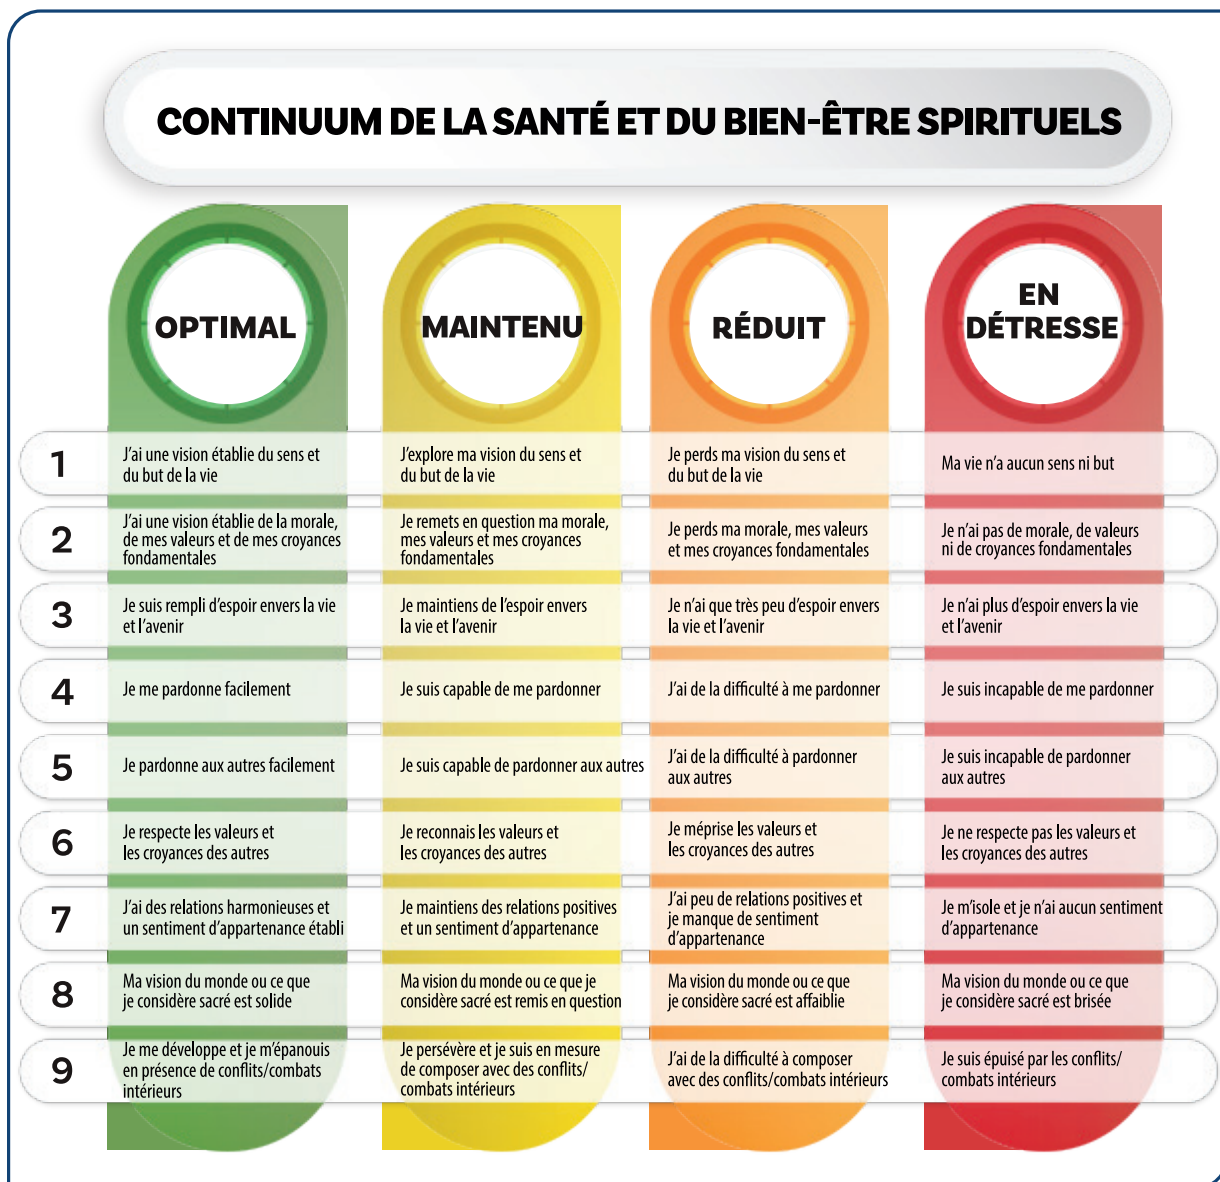 CONTINUUM DE LA SANTÉ ET DU BIEN-ÊTRE SPIRITUELS
OPTIMAL
MAINTENU
RÉDUIT
EN
DÉTRESSE
1
J'ai une vision établie du sens et
du but de la vie
J'explore ma vision du sens et
du but de la vie
Je perds ma vision du sens et
du but de la vie
Ma vie n'a aucun sens ni but
2
J'ai une vision établie de la morale,
de mes valeurs et de mes croyances
fondamentales
Je remets en question ma morale,
mes valeurs et mes croyances
fondamentales
Je perds ma morale, mes valeurs
et mes croyances fondamentales
Je n'ai pas de morale, de valeurs
ni de croyances fondamentales
3
Je suis rempli d'espoir envers la vie
et l'avenir
Je maintiens de l'espoir envers
la vie et l'avenir
Je n'ai que très peu d'espoir envers
la vie et l'avenir
Je n'ai plus d'espoir envers la vie
et l'avenir
4
Je me pardonne facilement
Je suis capable de me pardonner
J'ai de la difficulté à me pardonner
Je suis incapable de me pardonner
5
Je pardonne aux autres facilement
Je suis capable de pardonner aux autres
J'ai de la difficulté à pardonner
aux autres
Je suis incapable de pardonner
aux autres
6
Je respecte les valeurs et
les croyances des autres
Je reconnais les valeurs et
les croyances des autres
Je méprise les valeurs et
les croyances des autres
Je ne respecte pas les valeurs et
les croyances des autres
7
J'ai des relations harmonieuses et
un sentiment d'appartenance établi
Je maintiens des relations positives
et un sentiment d'appartenance
J'ai peu de relations positives et
je manque de sentiment
d'appartenance
Je m'isole et je n'ai aucun sentiment
d'appartenance
8
Ma vision du monde ou ce que
je considère sacré est solide
Ma vision du monde ou ce que je
considère sacré est remis en question
Ma vision du monde ou ce que
je considère sacré est affaiblie
Ma vision du monde ou ce que
je considère sacré est brisée
9
Je me développe et je m'épanouis
en présence de conflits/combats
intérieurs
Je persévère et je suis en mesure
de composer avec des conflits/
combats intérieurs
J'ai de la difficulté à composer
avec des conflits/combats intérieurs
Je suis épuisé par les conflits/
combats intérieurs